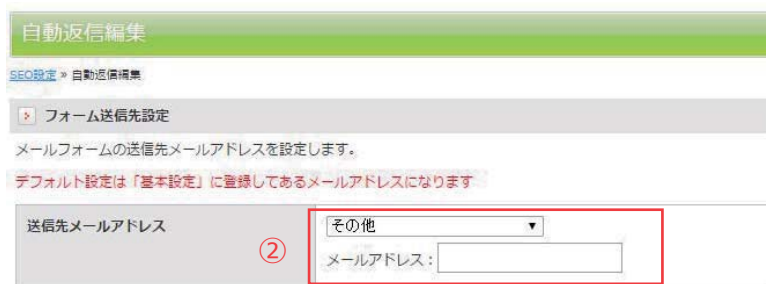 自動返信編集
SEO設定 » 自動返信編集
フォーム送信先設定
メールフォームの送信先メールアドレスを設定します。
デフォルト設定は「基本設定」に登録してあるメールアドレスになります
送信先メールアドレス
②
その他
メールアドレス：